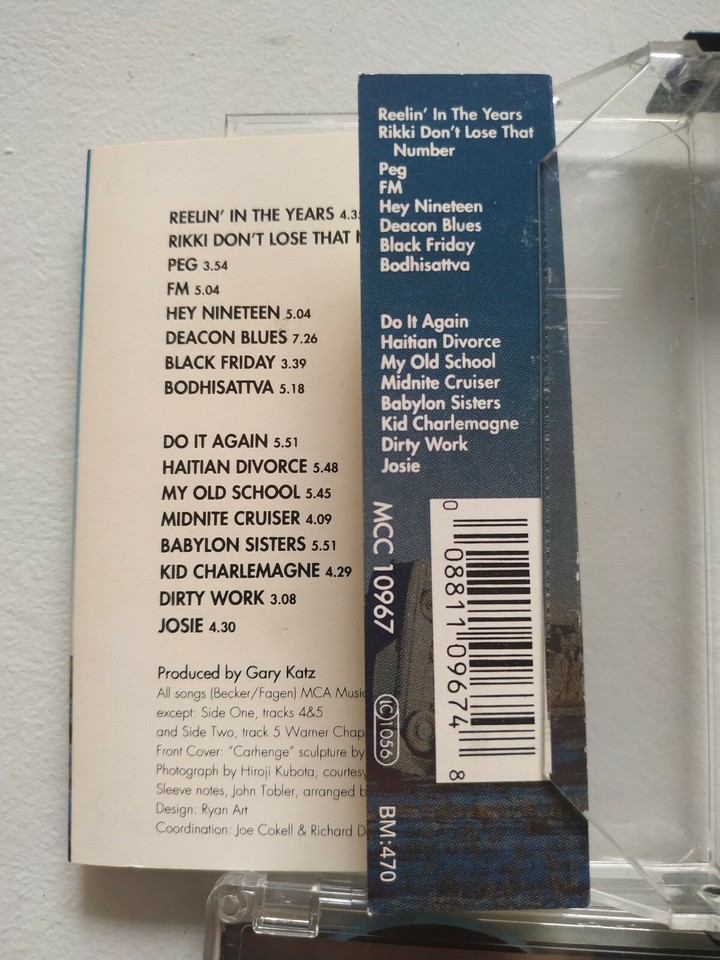 REELIN' IN THE YEARS 4.35
RIKKI DON'T LOSE THAT
PEG 3.54
FM 5.04
HEY NINETEEN 5.04
DEACON BLUES 7.26
BLACK FRIDAY 3.39
BODHISATTVA 5.18
DO IT AGAIN 5.51
HAITIAN DIVORCE 5.48
MY OLD SCHOOL 5.45
MIDNITE CRUISER 4.09
BABYLON SISTERS 5.51
KID CHARLEMAGNE 4.29
DIRTY WORK 3.08
JOSIE 4.30
Produced by Gary Katz
All songs (Becker/Fagen) MCA
except: Side One, tracks 4&5
and Side Two, track 5 Warner
Front Cover: "Carhenge" sculpture by
Photograph by Hiroji Kubota, courtesy
Sleeve notes, John Tobler, arranged
Design: Ryan Art
Coordination: Joe Cokell & Richard
Reelin' In The Years
Rikki Don't Lose That
Number
Peg
FM
Hey Nineteen
Deacon Blues
Black Friday
Bodhisattva
Do It Again
Haitian Divorce
My Old School
Midnite Cruiser
Babylon Sisters
Kid Charlemagne
Dirty Work
Josie
MCC 10967
IC 1056
BM:470
0 08811 09674 8